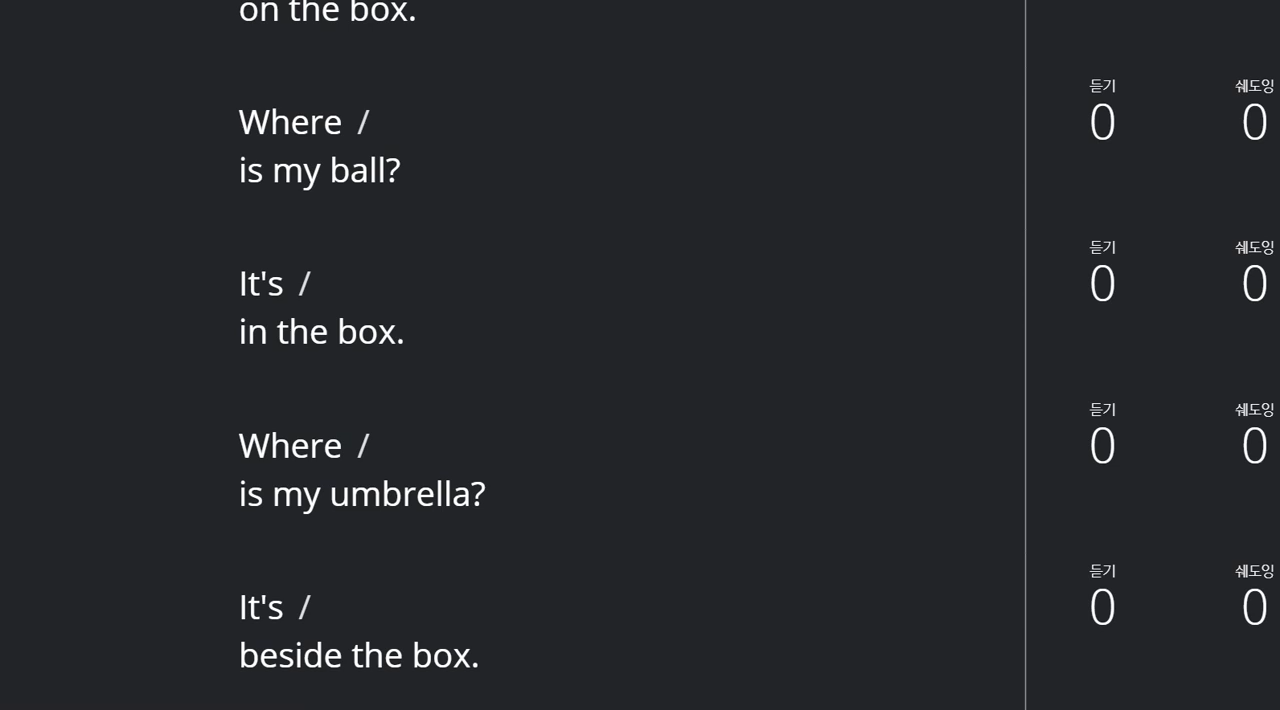 on the box.
듣기 쉐도잉
Where / 0 0
is my ball?
듣기 쉐도잉
It's / 0 0
in the box.
듣기 쉐도잉
Where / 0 0
is my umbrella?
듣기 쉐도잉
It's / 0 0
beside the box.